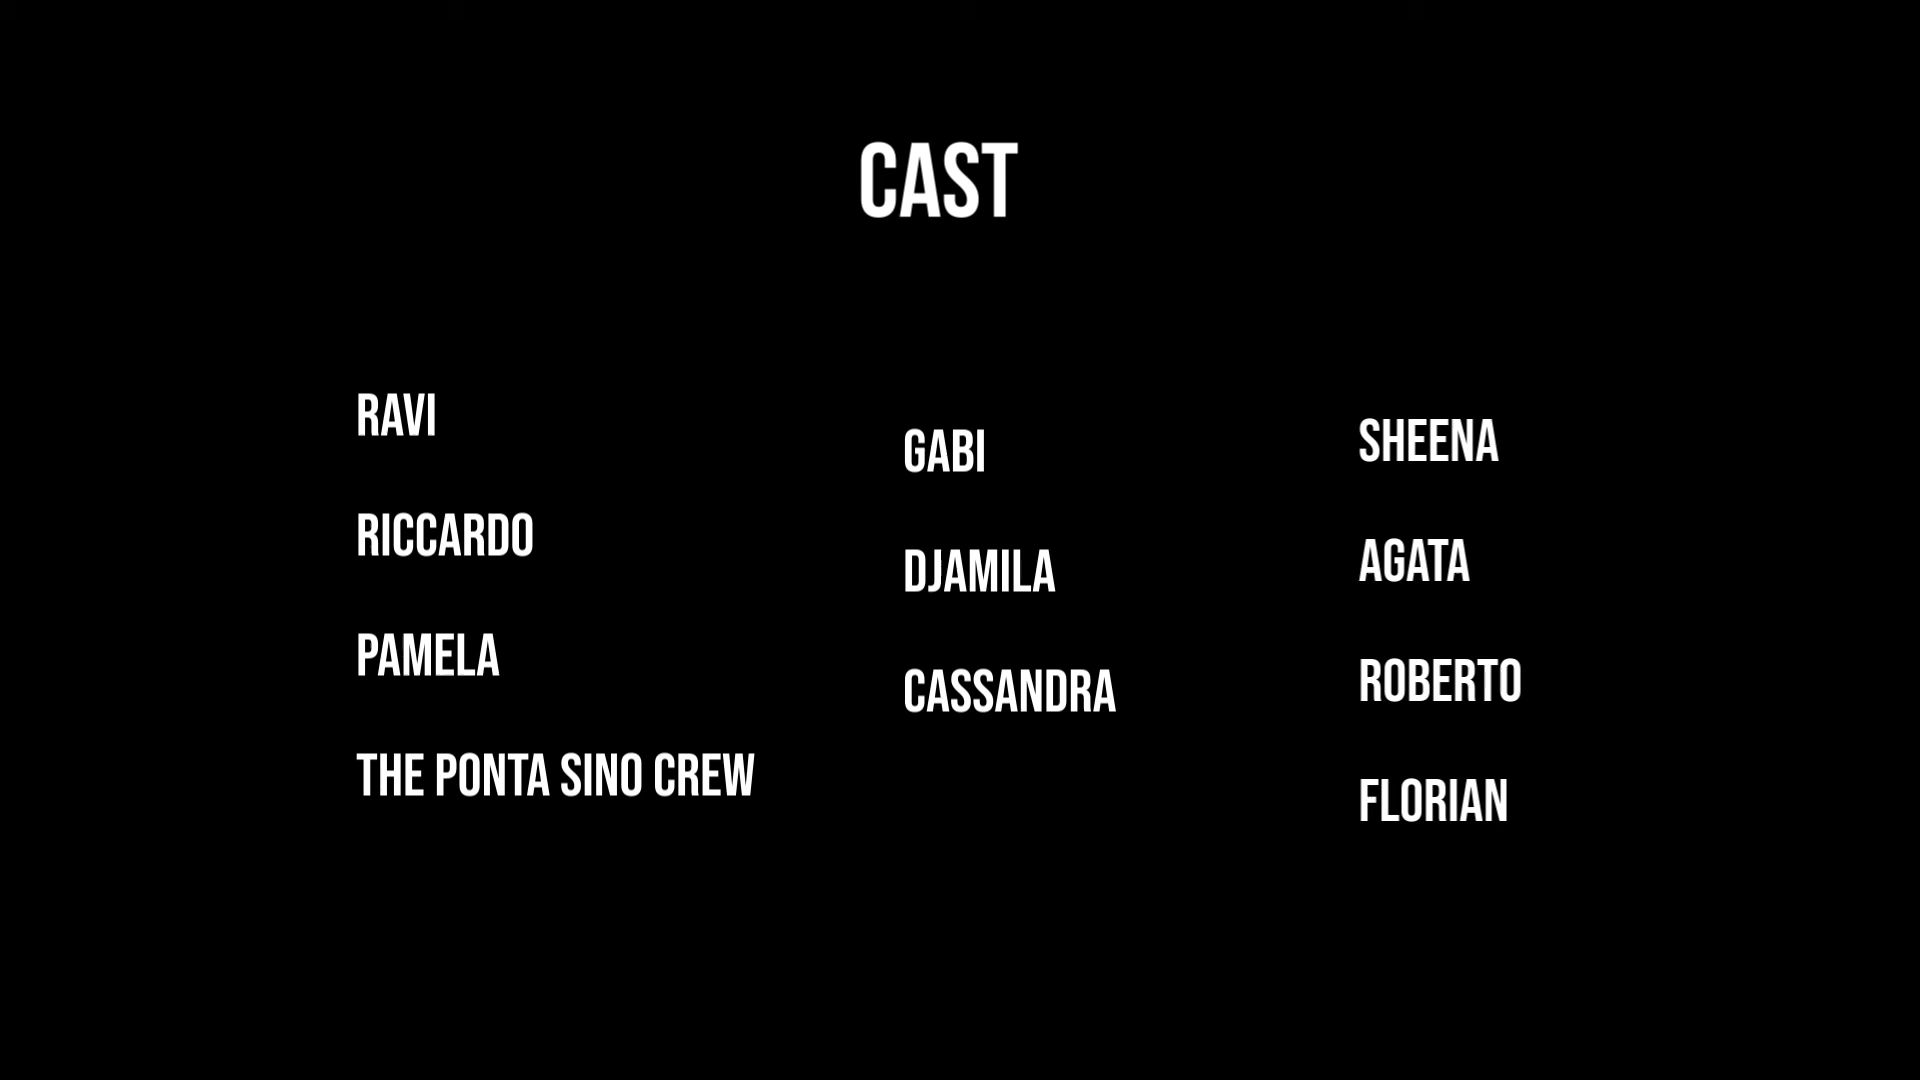 CAST
RAVI
RICCARDO
PAMELA
THE PONTA SINO CREW
GABI
DJAMILA
CASSANDRA
SHEENA
AGATA
ROBERTO
FLORIAN